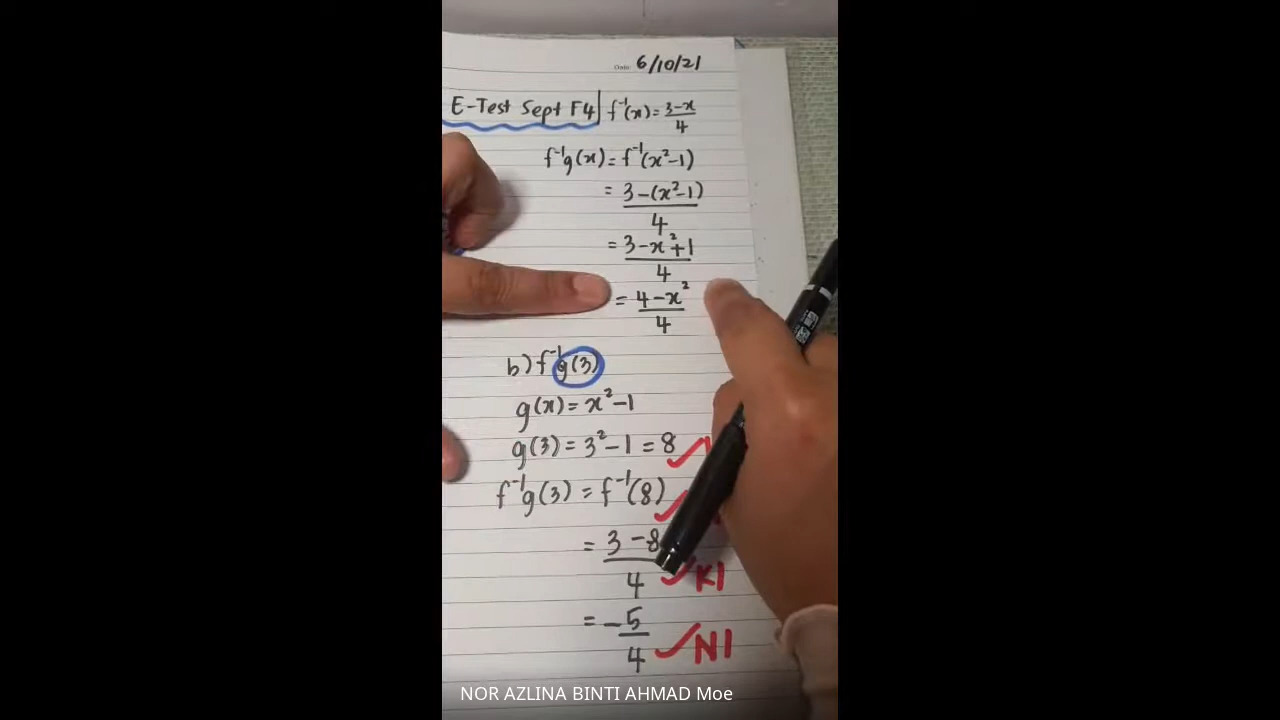 Date: 6/10/21
E-Test Sept F4 f⁻¹(x) = 3-x / 4
f⁻¹g(x) = f⁻¹(x²-1)
= 3-(x²-1) / 4
= 3-x²+1 / 4
= 4-x² / 4
b) f⁻¹g(3)
g(x) = x²-1
g(3) = 3²-1 = 8 ✓
f⁻¹g(3) = f⁻¹(8) ✓
= 3-8 / 4 ✓ K1
= -5 / 4 ✓ N1
NOR AZLINA BINTI AHMAD Moe